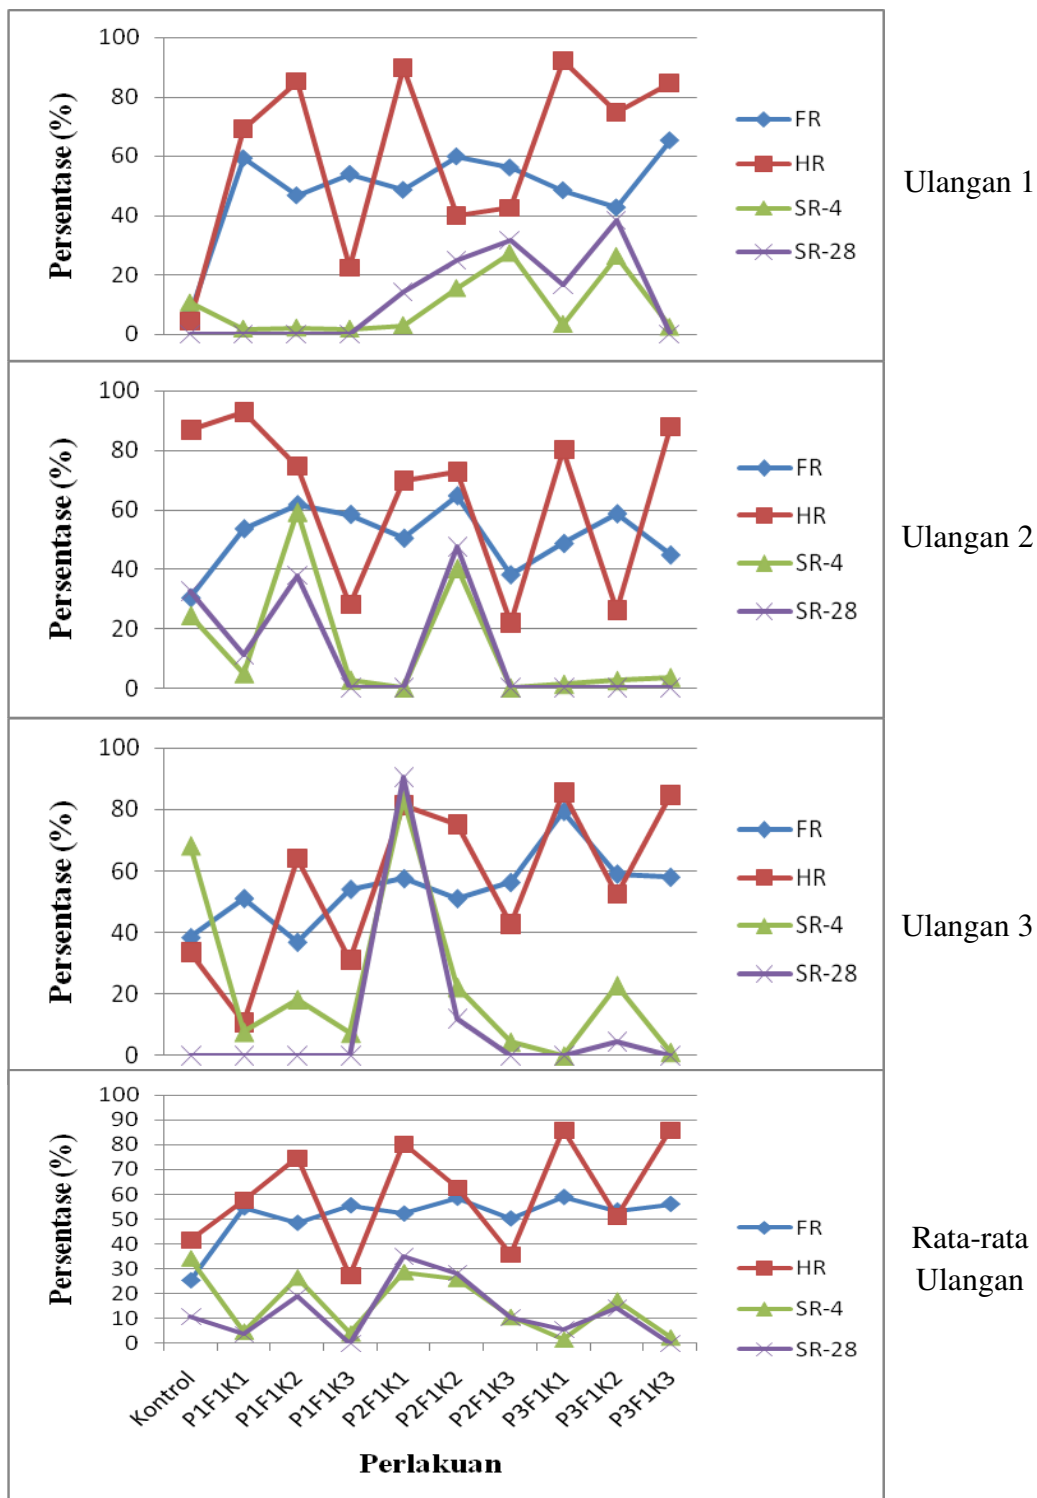 100
80
60
40
20
0
Persentase (%)
FR
HR
SR-4
SR-28
Ulangan 1
100
80
60
40
20
0
Persentase (%)
FR
HR
SR-4
SR-28
Ulangan 2
100
80
60
40
20
0
Persentase (%)
FR
HR
SR-4
SR-28
Ulangan 3
100
90
80
70
60
50
40
30
20
10
0
Persentase (%)
FR
HR
SR-4
SR-28
Rata-rata
Ulangan
Kontrol
P1F1K1
P1F1K2
P1F1K3
P2F1K1
P2F1K2
P2F1K3
P3F1K1
P3F1K2
P3F1K3
Perlakuan